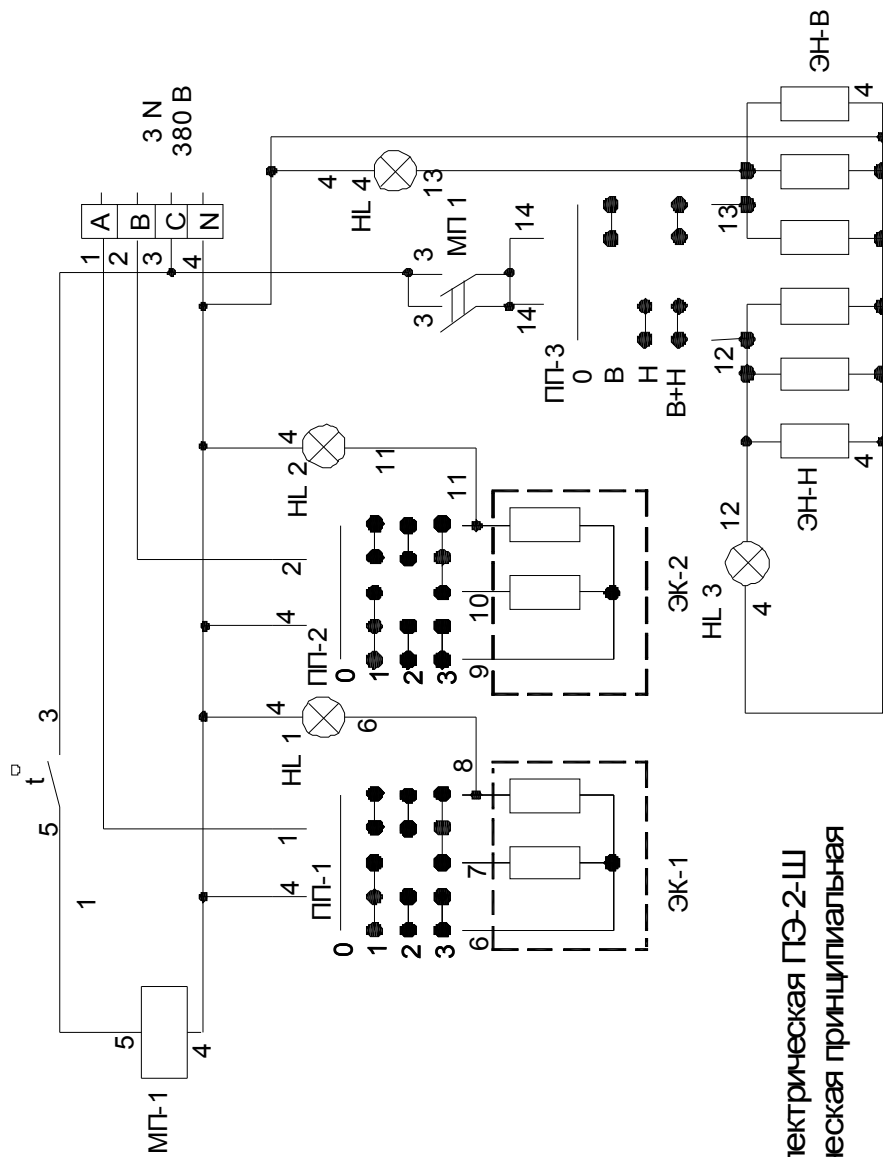 МП-1
5
4
5
1
t
3
1
2
3
4
A
B
C
N
3 N
380 В
4
ПП-1
1
0
1
2
3
6
7
8
ЭК-1
HL 1
4
6
4
ПП-2
2
0
1
2
3
9
10
11
ЭК-2
HL 2
4
11
3
3
МП 1
14
14
ПП-3
0
В
Н
В+Н
12
13
HL 4
4
13
HL 3
4
12
ЭН-Н
4
ЭН-В
4
лектрическая ПЭ-2-Ш
еская принципиальная